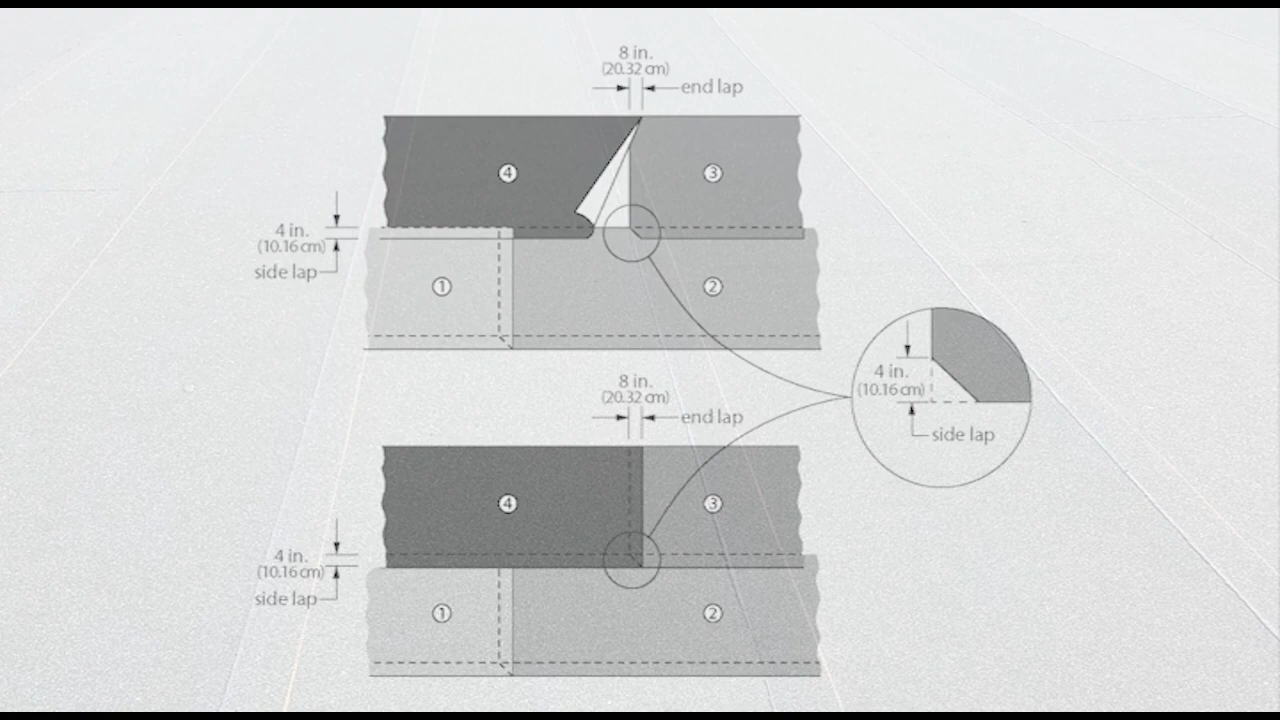 8 in.
(20.32 cm)
end lap
④
③
4 in.
(10.16 cm)
side lap
①
②
4 in.
(10.16 cm)
side lap
8 in.
(20.32 cm)
end lap
④
③
4 in.
(10.16 cm)
side lap
①
②